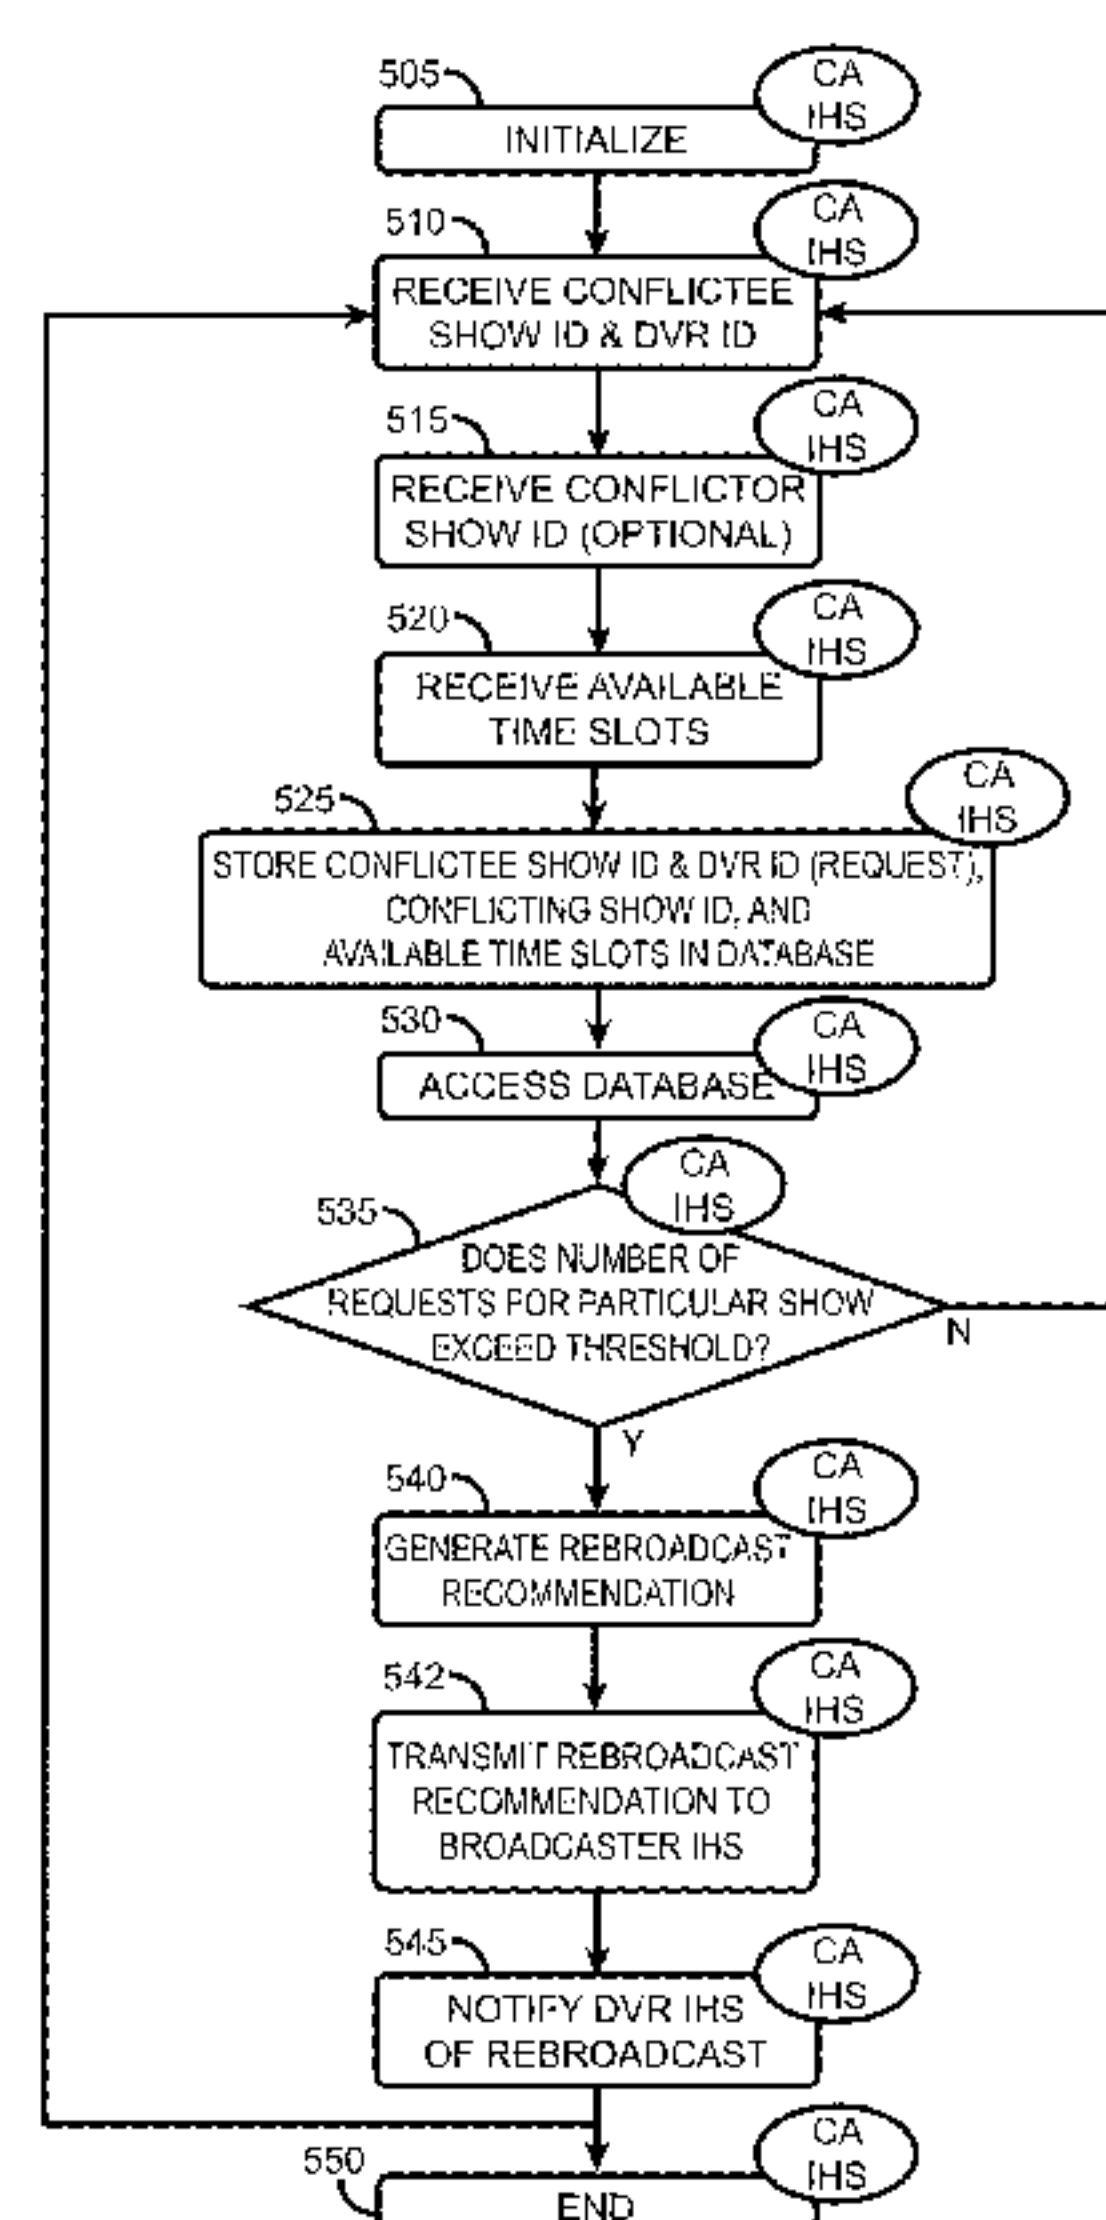 505
CA
IHS
INITIALIZE
510
CA
IHS
RECEIVE CONFLICTEE
SHOW ID & DVR ID
515
CA
IHS
RECEIVE CONFLICTOR
SHOW ID (OPTIONAL)
520
CA
IHS
RECEIVE AVAILABLE
TIME SLOTS
525
CA
IHS
STORE CONFLICTEE SHOW ID & DVR ID (REQUEST),
CONFLICTING SHOW ID, AND
AVAILABLE TIME SLOTS IN DATABASE
530
CA
IHS
ACCESS DATABASE
535
CA
IHS
DOES NUMBER OF
REQUESTS FOR PARTICULAR SHOW
EXCEED THRESHOLD?
N
Y
540
CA
IHS
GENERATE REBROADCAST
RECOMMENDATION
542
CA
IHS
TRANSMIT REBROADCAST
RECOMMENDATION TO
BROADCASTER IHS
545
CA
IHS
NOTIFY DVR IHS
OF REBROADCAST
550
CA
IHS
END